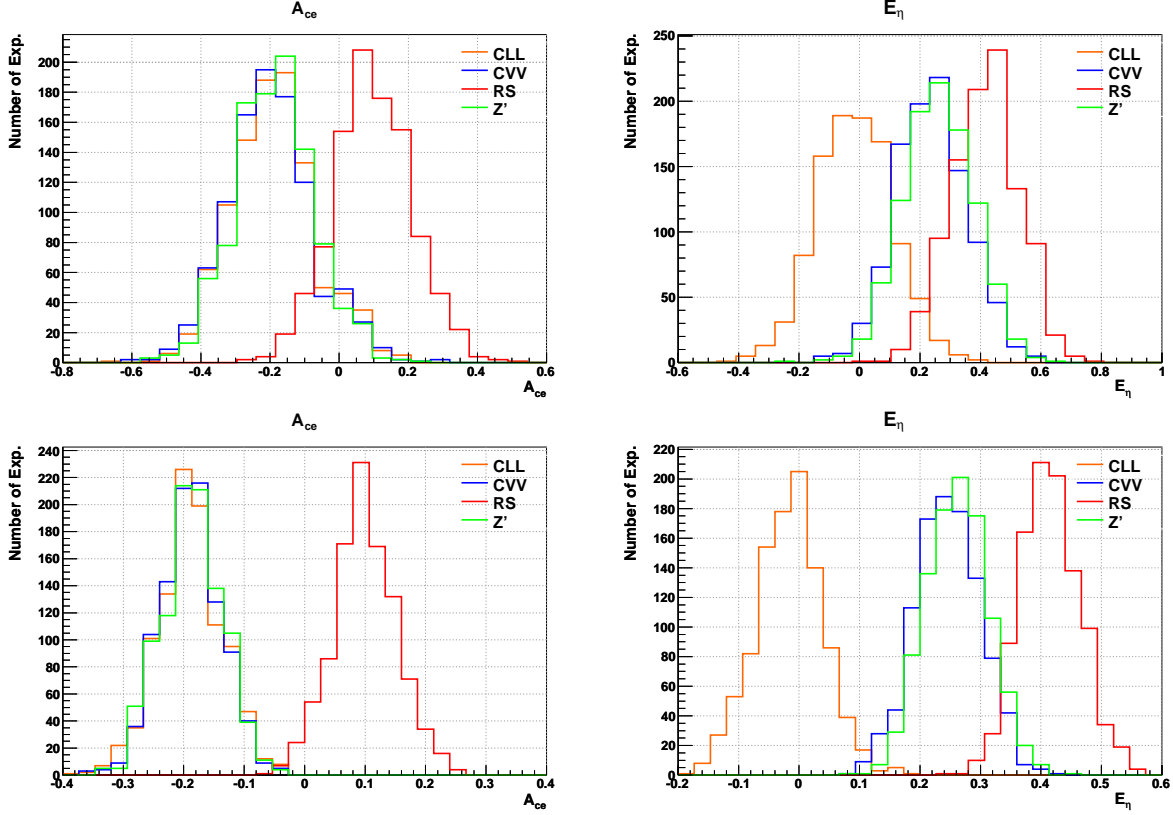 A_ce
Number of Exp.
200
180
160
140
120
100
80
60
40
20
0
CLL
CVV
RS
Z'
-0.8 -0.6 -0.4 -0.2 0 0.2 0.4 0.6
A_ce
E_η
Number of Exp.
250
200
150
100
50
0
CLL
CVV
RS
Z'
-0.6 -0.4 -0.2 0 0.2 0.4 0.6 0.8 1
E_η
A_ce
Number of Exp.
240
220
200
180
160
140
120
100
80
60
40
20
0
CLL
CVV
RS
Z'
-0.4 -0.3 -0.2 -0.1 0 0.1 0.2 0.3 0.4
A_ce
E_η
Number of Exp.
220
200
180
160
140
120
100
80
60
40
20
0
CLL
CVV
RS
Z'
-0.2 -0.1 0 0.1 0.2 0.3 0.4 0.5 0.6
E_η